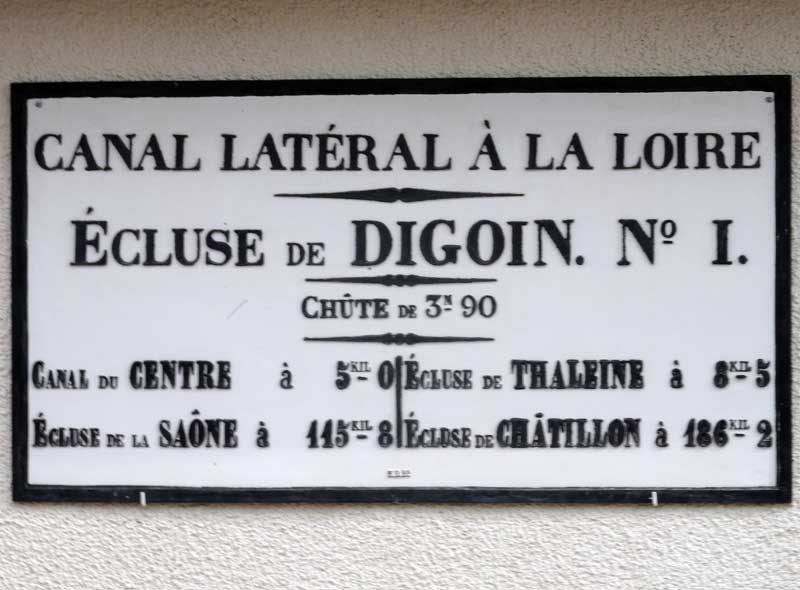 CANAL LATÉRAL À LA LOIRE
ÉCLUSE DE DIGOIN. Nº I.
CHÛTE DE 3M 90
CANAL DU CENTRE à 5KIL 0
ÉCLUSE DE THALEINE à 8KIL 5
ÉCLUSE DE LA SAÔNE à 115KIL 8
ÉCLUSE DE CHÂTILLON à 186KIL 2